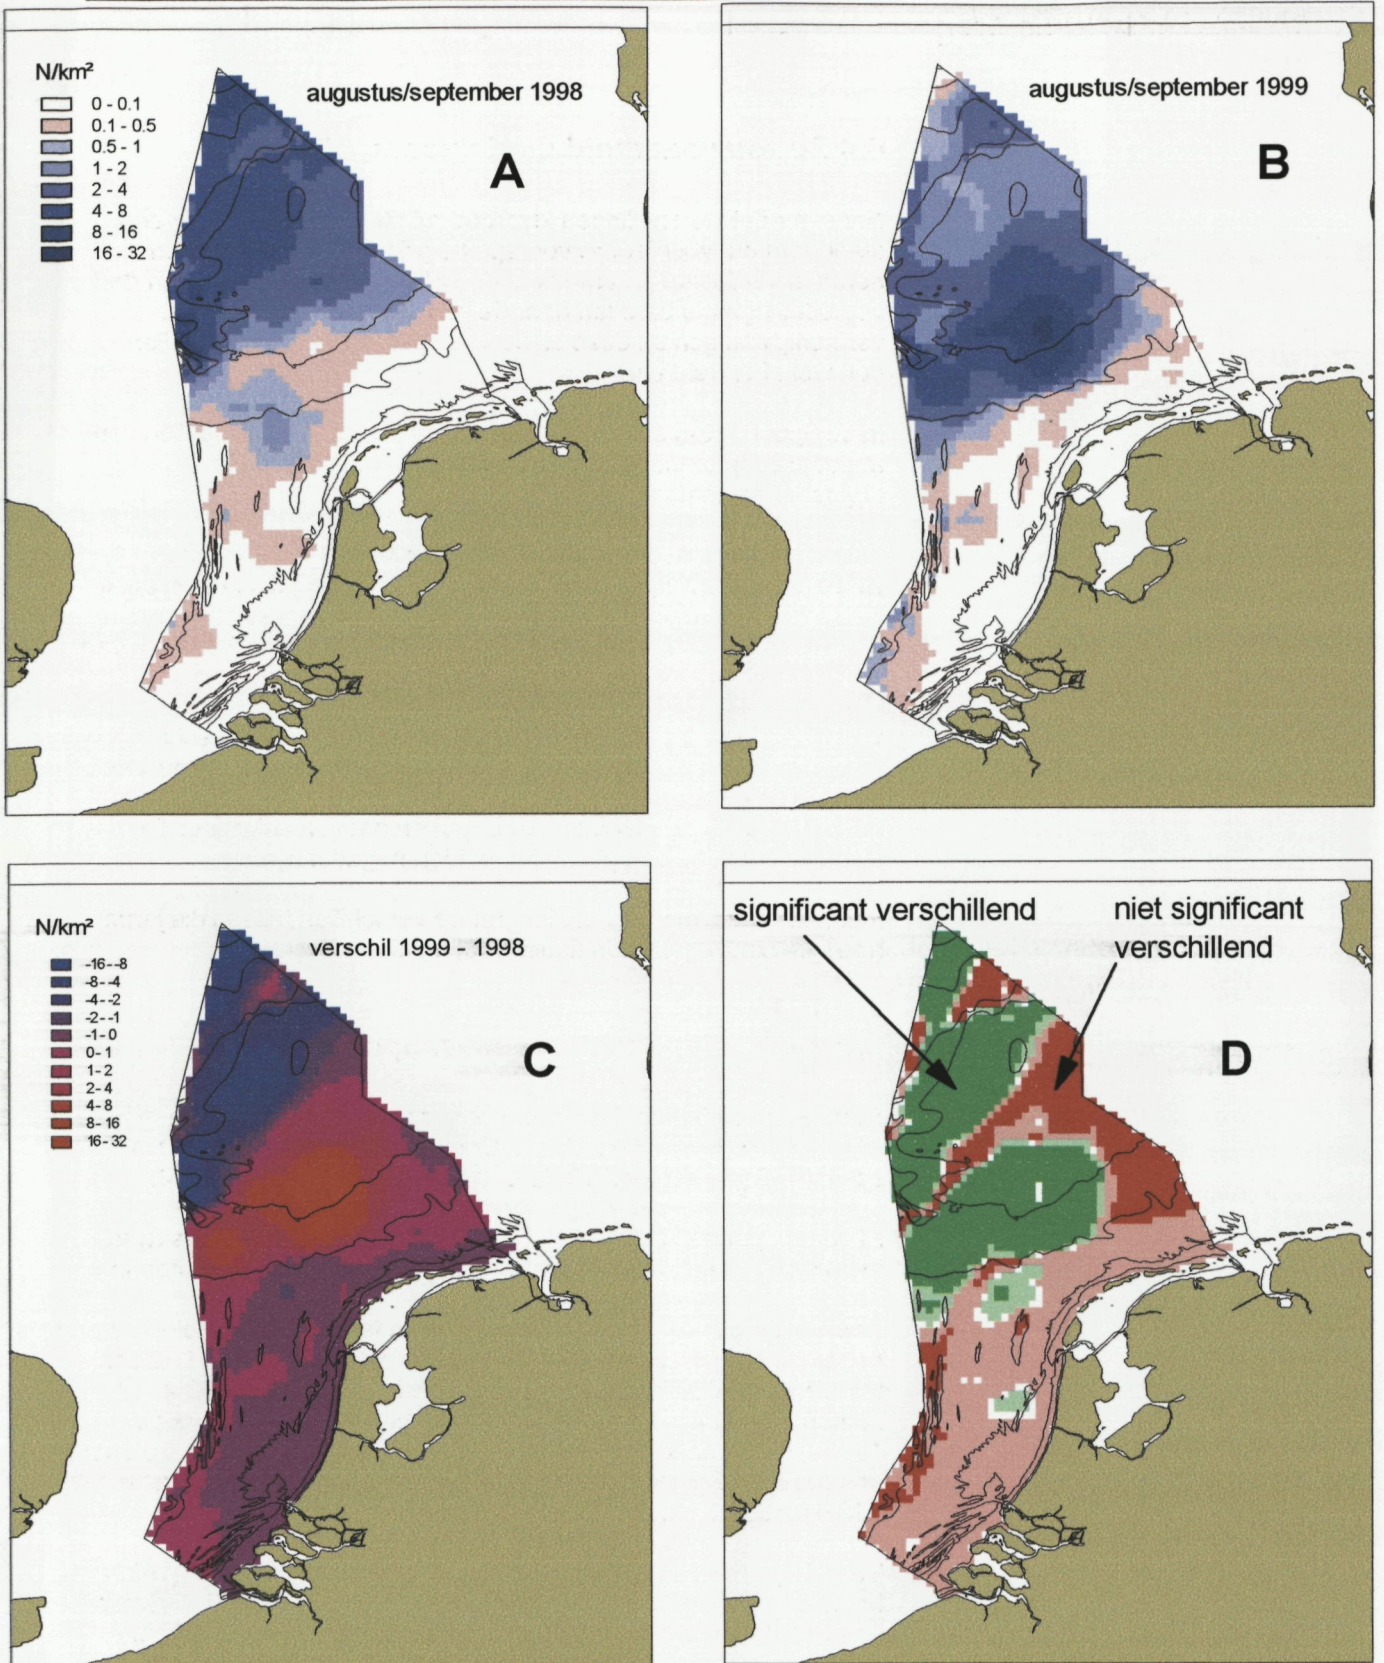 N/km²
0 - 0.1
0.1 - 0.5
0.5 - 1
1 - 2
2 - 4
4 - 8
8 - 16
16 - 32
augustus/september 1998
A
augustus/september 1999
B
N/km²
-16--8
-8--4
-4--2
-2--1
-1-0
0-1
1-2
2-4
4-8
8-16
16-32
verschil 1999 - 1998
C
significant verschillend
niet significant
verschillend
D